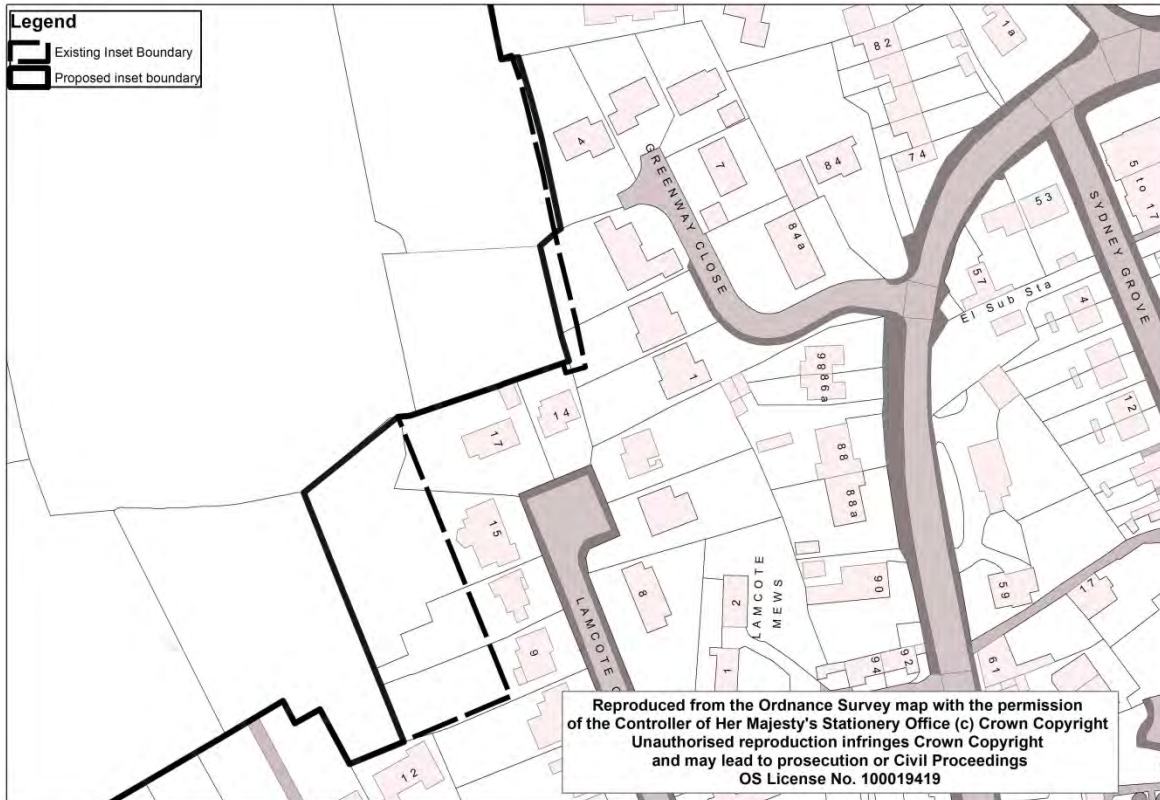 Legend
Existing Inset Boundary
Proposed inset boundary
82
1a
4
7
84
74
GREENWAY CLOSE
84a
53
5 to 17
SYDNEY GROVE
57
El Sub Sta
4
1
86
86a
14
17
12
88
88a
15
LAMCOTE
MEWS
2
8
90
59
17
LAMCOTE
9
1
94
92
61
12
Reproduced from the Ordnance Survey map with the permission
of the Controller of Her Majesty's Stationery Office (c) Crown Copyright
Unauthorised reproduction infringes Crown Copyright
and may lead to prosecution or Civil Proceedings
OS License No. 100019419